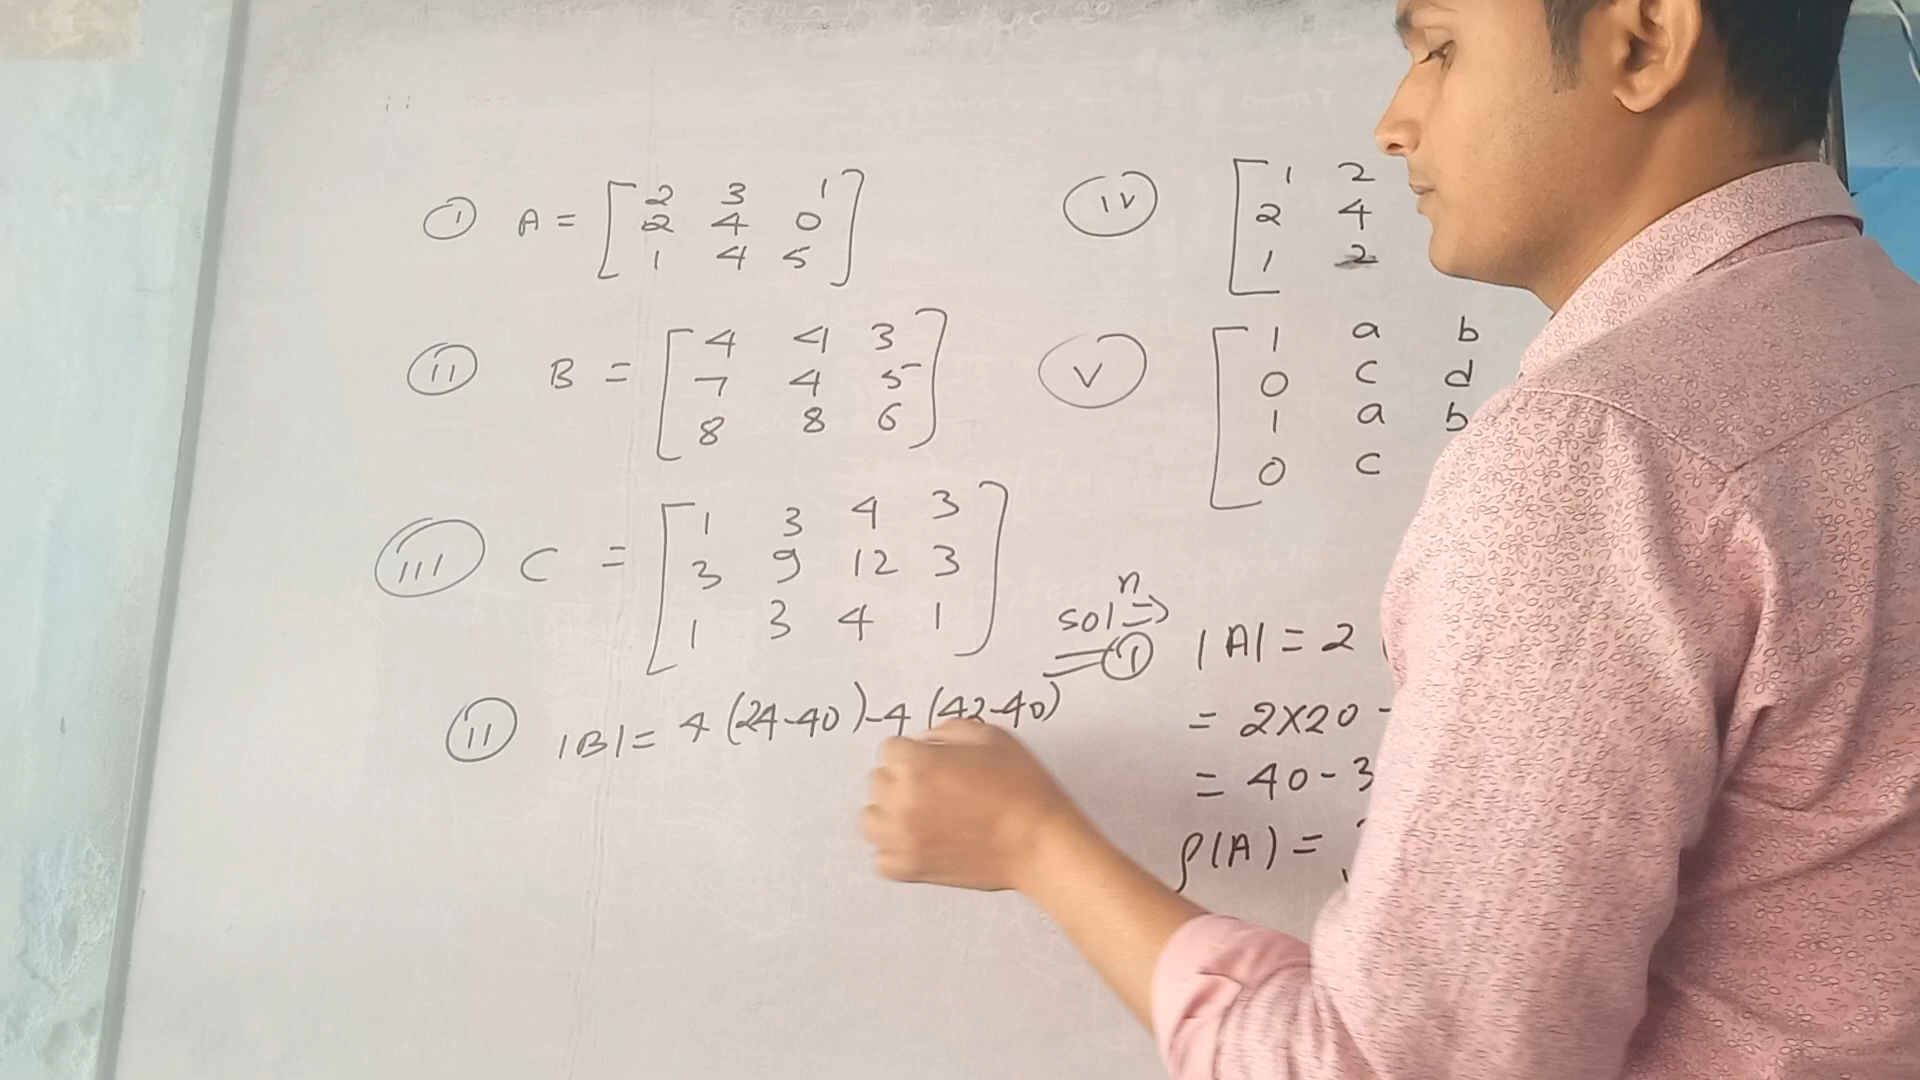 (i) A = [2 3 1
2 4 0
1 4 5]
(ii) B = [4 4 3
7 4 5
8 8 6]
(iii) C = [1 3 4 3
3 9 12 3
1 3 4 1]
(ii) |B| = 4 (24-40) -4 (42-40)
(iv) [1 2
2 4
1 2
(v) [1 a b
0 c d
1 a b
0 c
solⁿ ⇒
(i) |A| = 2
= 2×20 -
= 40 - 3
ρ(A) =